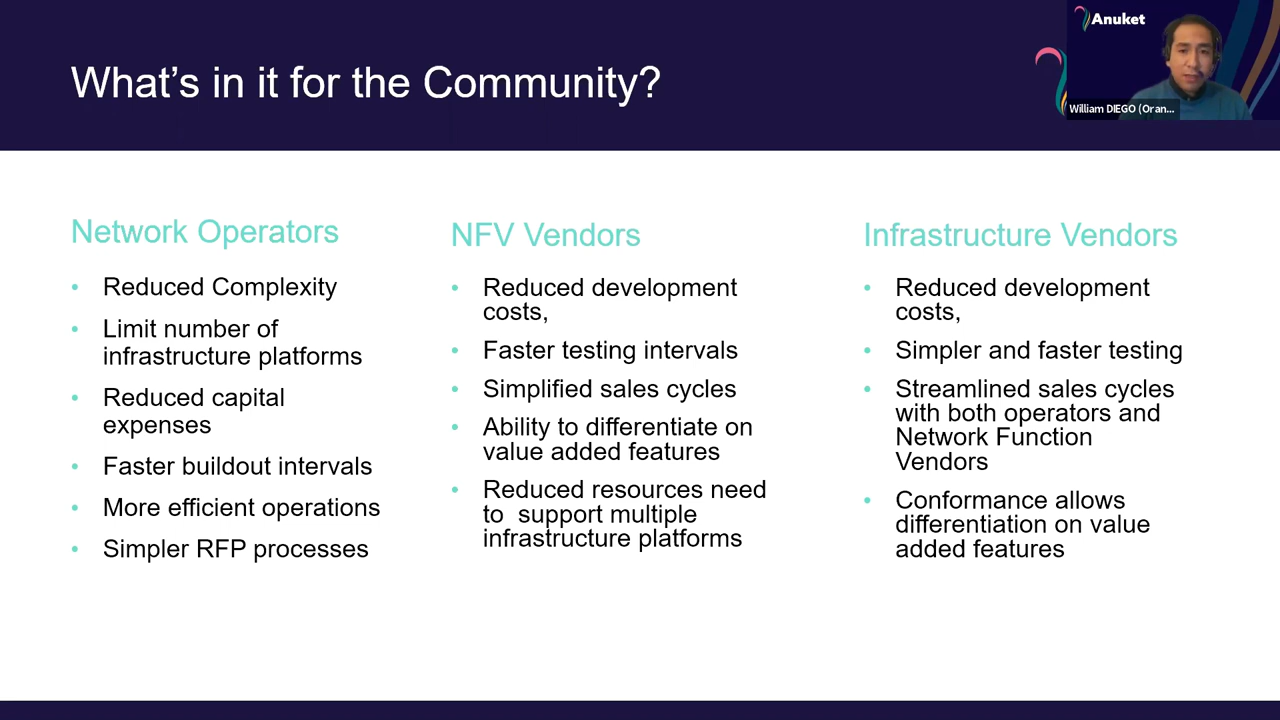 Anuket
What's in it for the Community?
William DIEGO (Oran...
Network Operators
• Reduced Complexity
• Limit number of
infrastructure platforms
• Reduced capital
expenses
• Faster buildout intervals
• More efficient operations
• Simpler RFP processes
NFV Vendors
• Reduced development
costs,
• Faster testing intervals
• Simplified sales cycles
• Ability to differentiate on
value added features
• Reduced resources need
to  support multiple
infrastructure platforms
Infrastructure Vendors
• Reduced development
costs,
• Simpler and faster testing
• Streamlined sales cycles
with both operators and
Network Function
Vendors
• Conformance allows
differentiation on value
added features